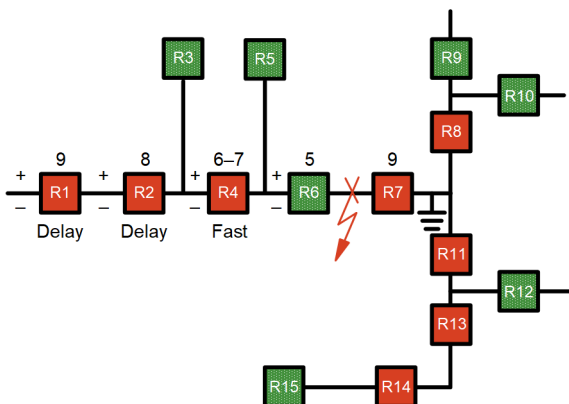 R9
R3
R5
R10
R8
9
8
6–7
5
9
+
+
+
+
R1
R2
R4
R6
R7
–
–
–
–
Delay
Delay
Fast
R11
R12
R13
R15
R14